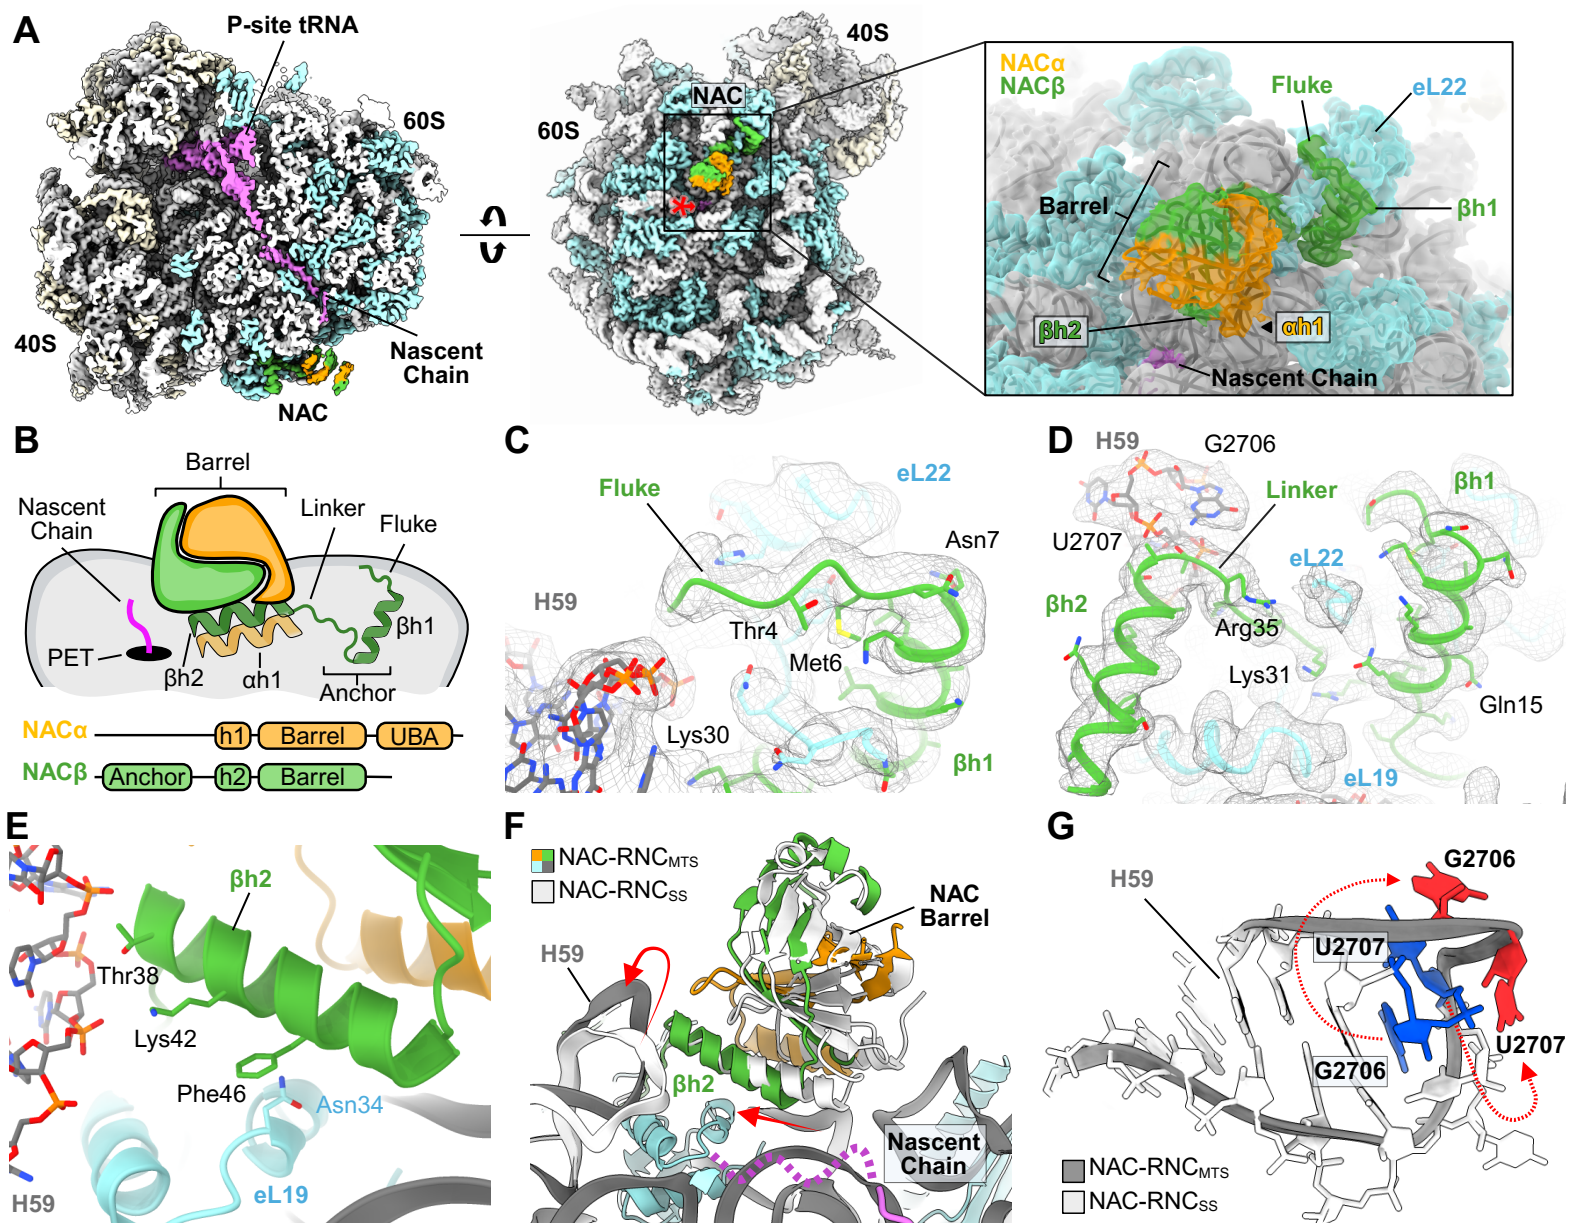 A
P-site tRNA
60S
40S
Nascent
Chain
NAC
40S
NAC
60S
NACα
NACβ
Fluke
eL22
Barrel
βh1
βh2
αh1
Nascent Chain
B
Barrel
Nascent
Chain
Linker
Fluke
PET
βh2
αh1
βh1
Anchor
NACα
h1
Barrel
UBA
NACβ
Anchor
h2
Barrel
C
Fluke
eL22
Asn7
H59
Thr4
Met6
Lys30
βh1
D
H59
G2706
Linker
βh1
U2707
eL22
βh2
Arg35
Lys31
Gln15
eL19
E
βh2
Thr38
Lys42
Phe46
Asn34
eL19
H59
F
NAC-RNCMTS
NAC-RNCSS
NAC
Barrel
H59
βh2
Nascent
Chain
G
G2706
H59
U2707
U2707
G2706
NAC-RNCMTS
NAC-RNCSS